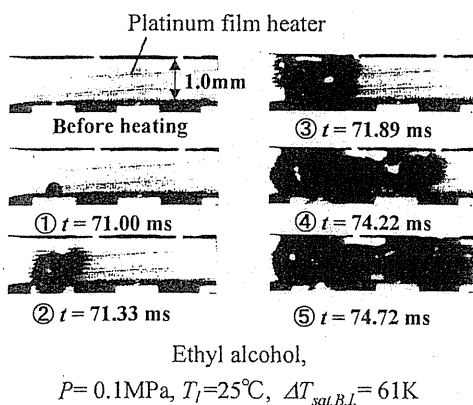 Platinum film heater
1.0mm
Before heating
① t = 71.00 ms
② t = 71.33 ms
③ t = 71.89 ms
④ t = 74.22 ms
⑤ t = 74.72 ms
Ethyl alcohol,
P= 0.1MPa, Tl=25℃, ΔTsat,B.I.= 61K